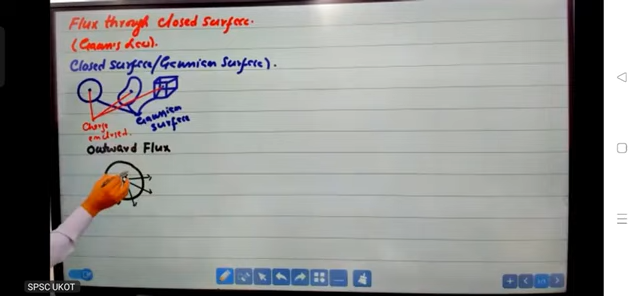 Flux through closed surface.
(Gauss's Law).
Closed surface/Gaussian Surface).
Gaussian
surface
Charge
enclosed.
Outward Flux
SPSC UKOT